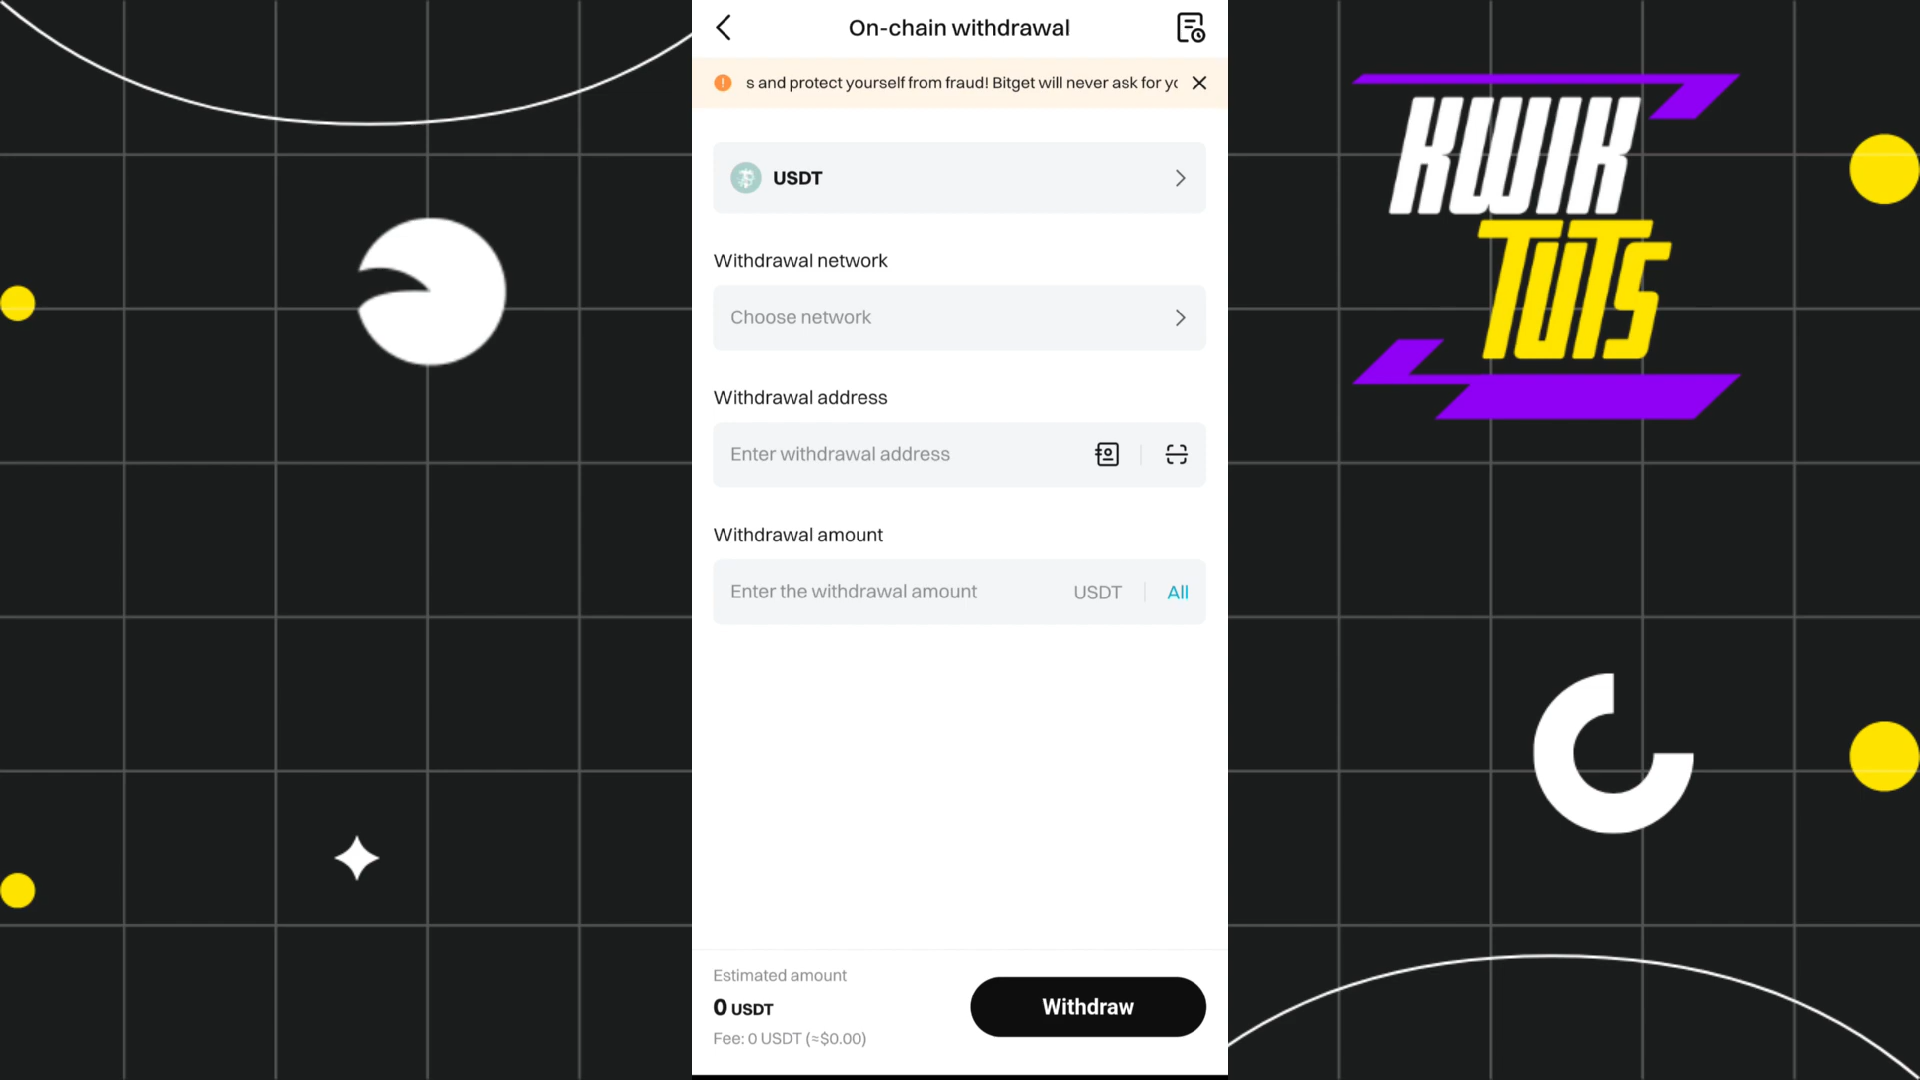 On-chain withdrawal
s and protect yourself from fraud! Bitget will never ask for
USDT
Withdrawal network
Choose network
Withdrawal address
Enter withdrawal address
Withdrawal amount
Enter the withdrawal amount USDT All
Estimated amount
0 USDT
Fee: 0 USDT (≈$0.00)
Withdraw
KWIK
TUTS